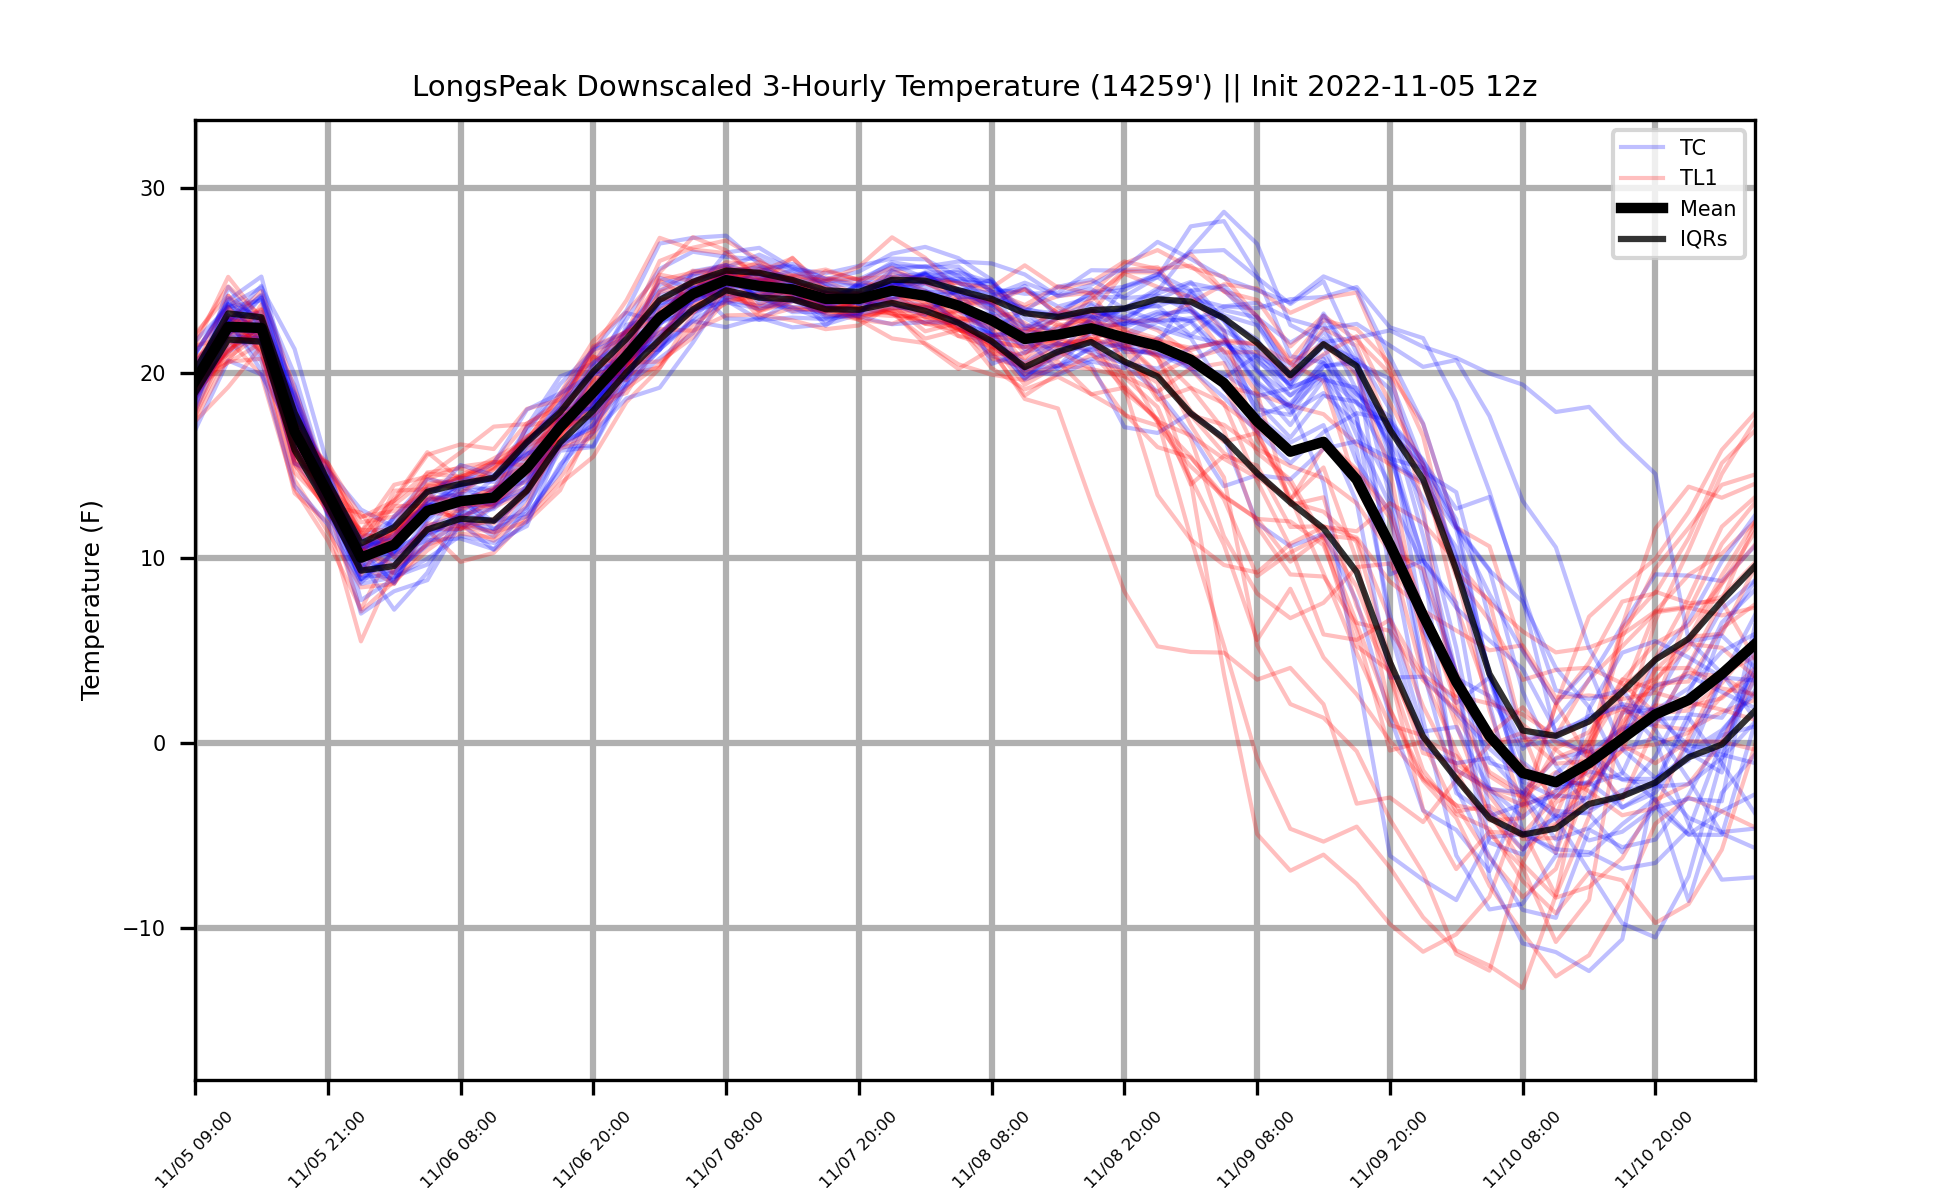 LongsPeak Downscaled 3-Hourly Temperature (14259') || Init 2022-11-05 12z
TC
TL1
Mean
IQRs
Temperature (F)
30
20
10
0
−10
11/05 09:00
11/05 21:00
11/06 08:00
11/06 20:00
11/07 08:00
11/07 20:00
11/08 08:00
11/08 20:00
11/09 08:00
11/09 20:00
11/10 08:00
11/10 20:00